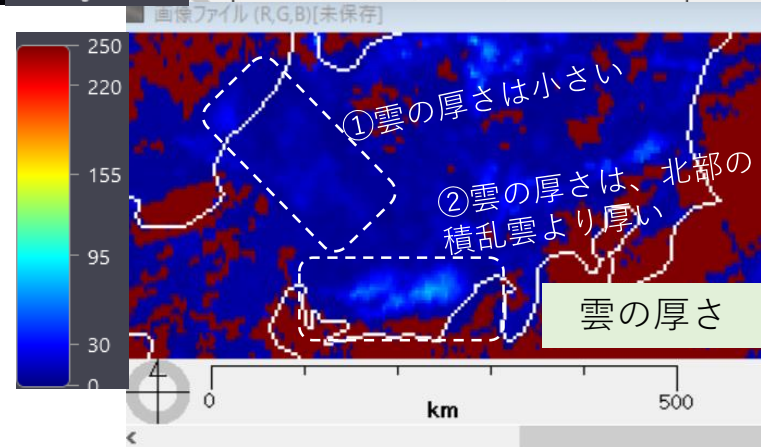 画像ファイル (R,G,B)[未保存]
250
220
155
95
30
0
①雲の厚さは小さい
②雲の厚さは、北部の
積乱雲より厚い
雲の厚さ
0
500
km